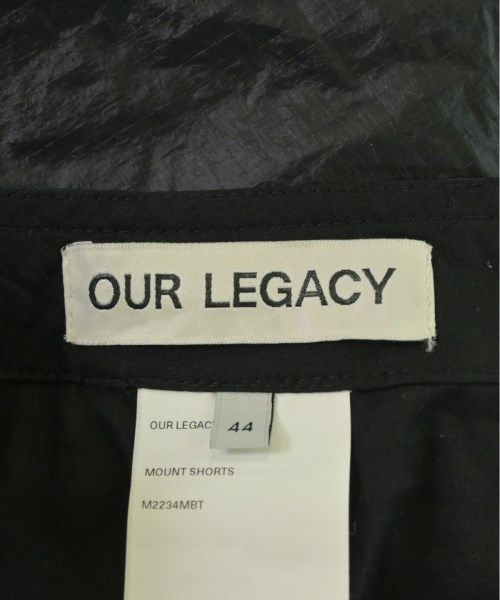 OUR LEGACY
44
OUR LEGAC
MOUNT SHORTS
M2234MBT